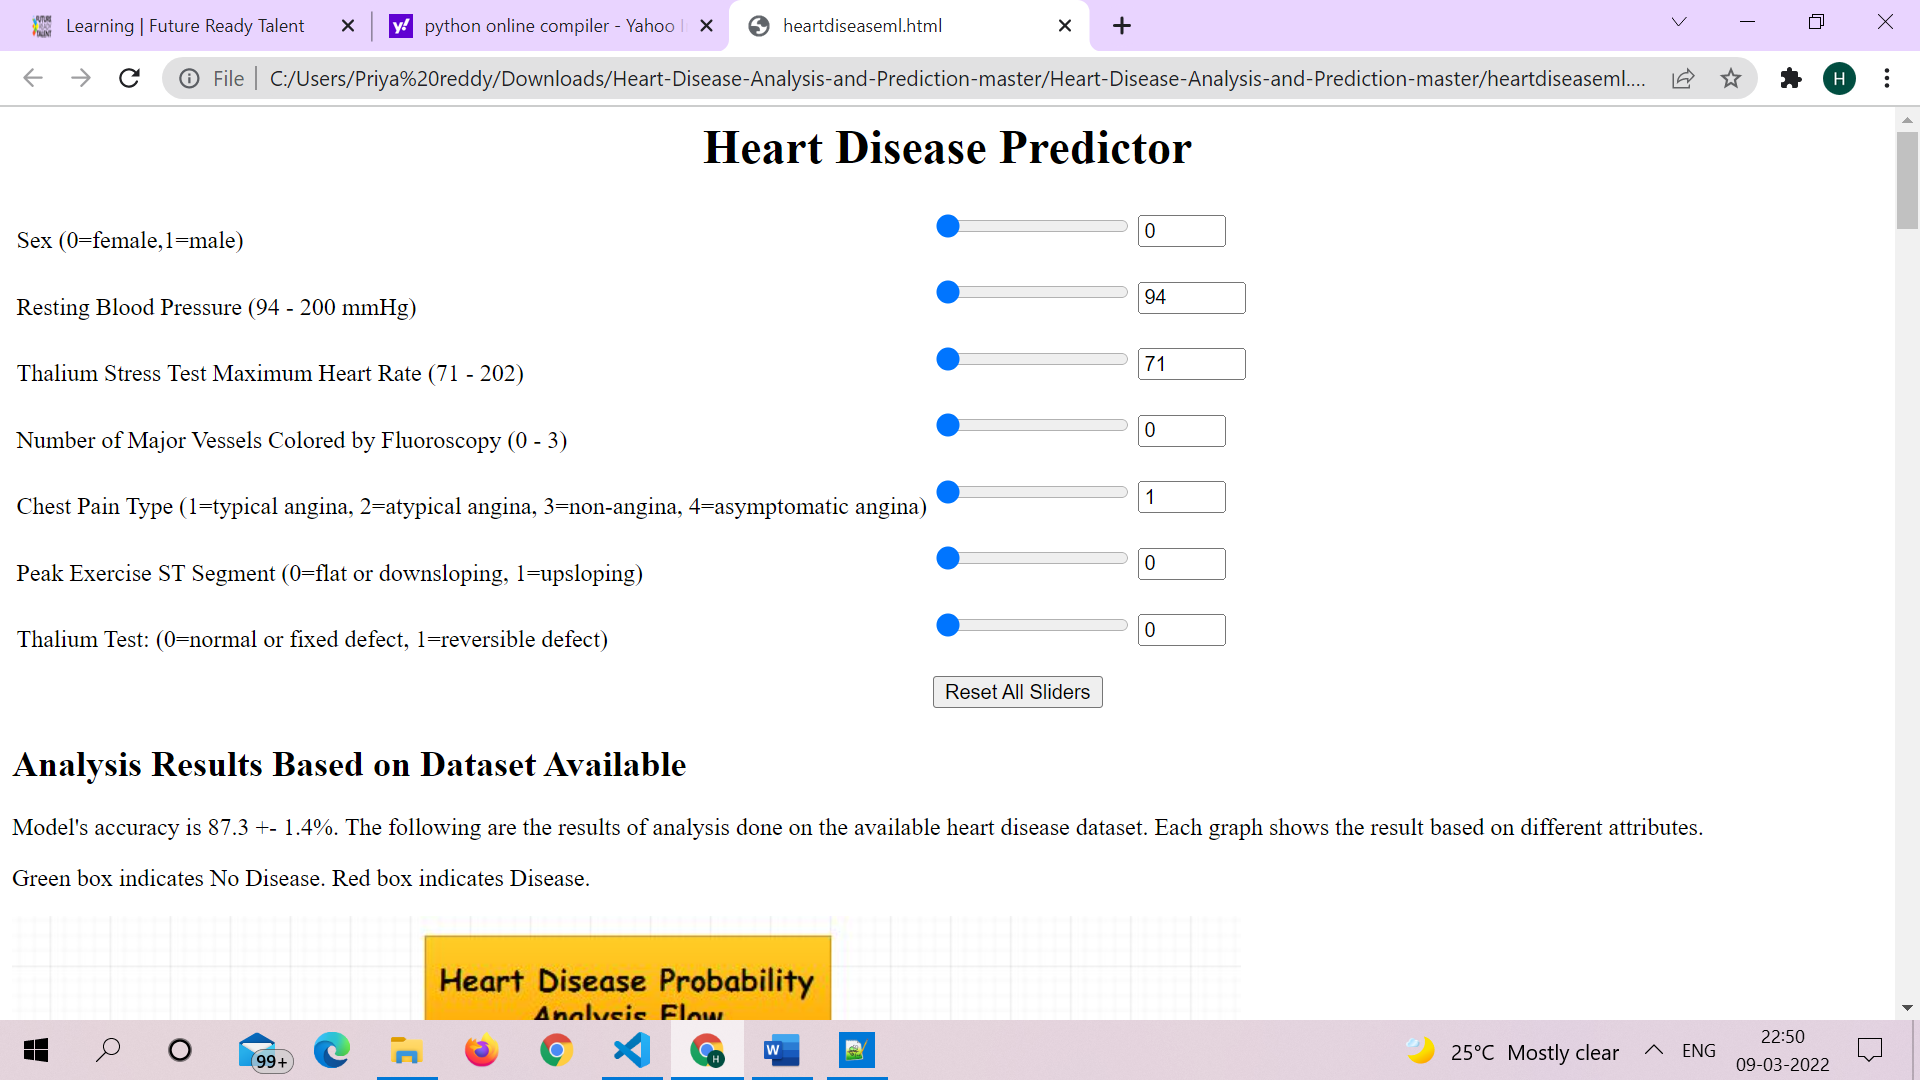 Learning | Future Ready Talent
python online compiler - Yahoo
heartdiseaseml.html
File
C:/Users/Priya%20reddy/Downloads/Heart-Disease-Analysis-and-Prediction-master/Heart-Disease-Analysis-and-Prediction-master/heartdiseaseml....
H
Heart Disease Predictor
Sex (0=female,1=male) 0
Resting Blood Pressure (94 - 200 mmHg) 94
Thalium Stress Test Maximum Heart Rate (71 - 202) 71
Number of Major Vessels Colored by Fluoroscopy (0 - 3) 0
Chest Pain Type (1=typical angina, 2=atypical angina, 3=non-angina, 4=asymptomatic angina) 1
Peak Exercise ST Segment (0=flat or downsloping, 1=upsloping) 0
Thalium Test: (0=normal or fixed defect, 1=reversible defect) 0
Reset All Sliders
Analysis Results Based on Dataset Available
Model's accuracy is 87.3 +- 1.4%. The following are the results of analysis done on the available heart disease dataset. Each graph shows the result based on different attributes.
Green box indicates No Disease. Red box indicates Disease.
Heart Disease Probability
Analysis Flow
99+
H
W
25°C Mostly clear
ENG
22:50
09-03-2022